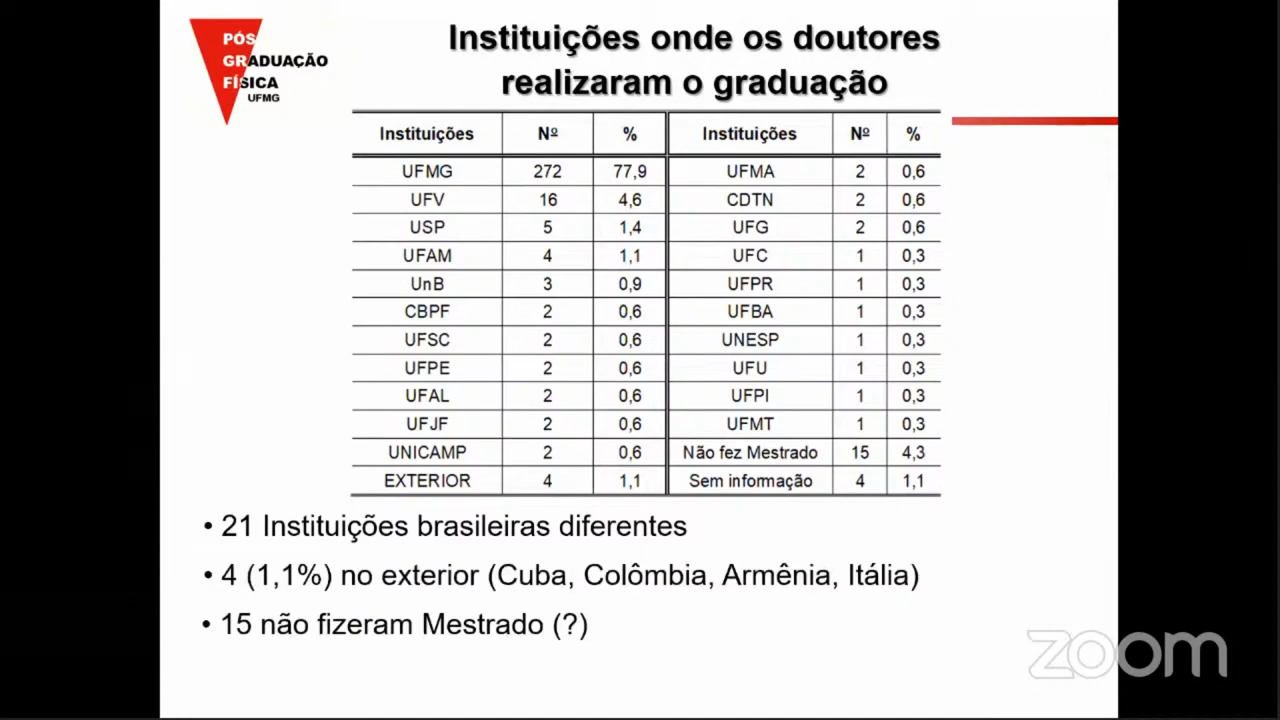 PÓS
GRADUAÇÃO
FÍSICA
UFMG
Instituições onde os doutores
realizaram o graduação
Instituições Nº % Instituições Nº %
UFMG 272 77,9 UFMA 2 0,6
UFV 16 4,6 CDTN 2 0,6
USP 5 1,4 UFG 2 0,6
UFAM 4 1,1 UFC 1 0,3
UnB 3 0,9 UFPR 1 0,3
CBPF 2 0,6 UFBA 1 0,3
UFSC 2 0,6 UNESP 1 0,3
UFPE 2 0,6 UFU 1 0,3
UFAL 2 0,6 UFPI 1 0,3
UFJF 2 0,6 UFMT 1 0,3
UNICAMP 2 0,6 Não fez Mestrado 15 4,3
EXTERIOR 4 1,1 Sem informação 4 1,1
• 21 Instituições brasileiras diferentes
• 4 (1,1%) no exterior (Cuba, Colômbia, Armênia, Itália)
• 15 não fizeram Mestrado (?)
zoom